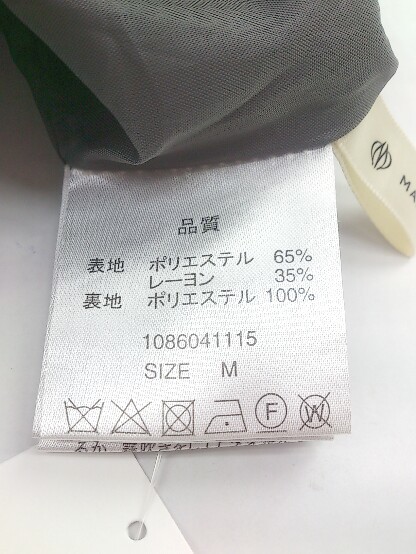 品質
表地 ポリエステル 65%
レーヨン 35%
裏地 ポリエステル 100%
1086041115
SIZE M
F
W
MA